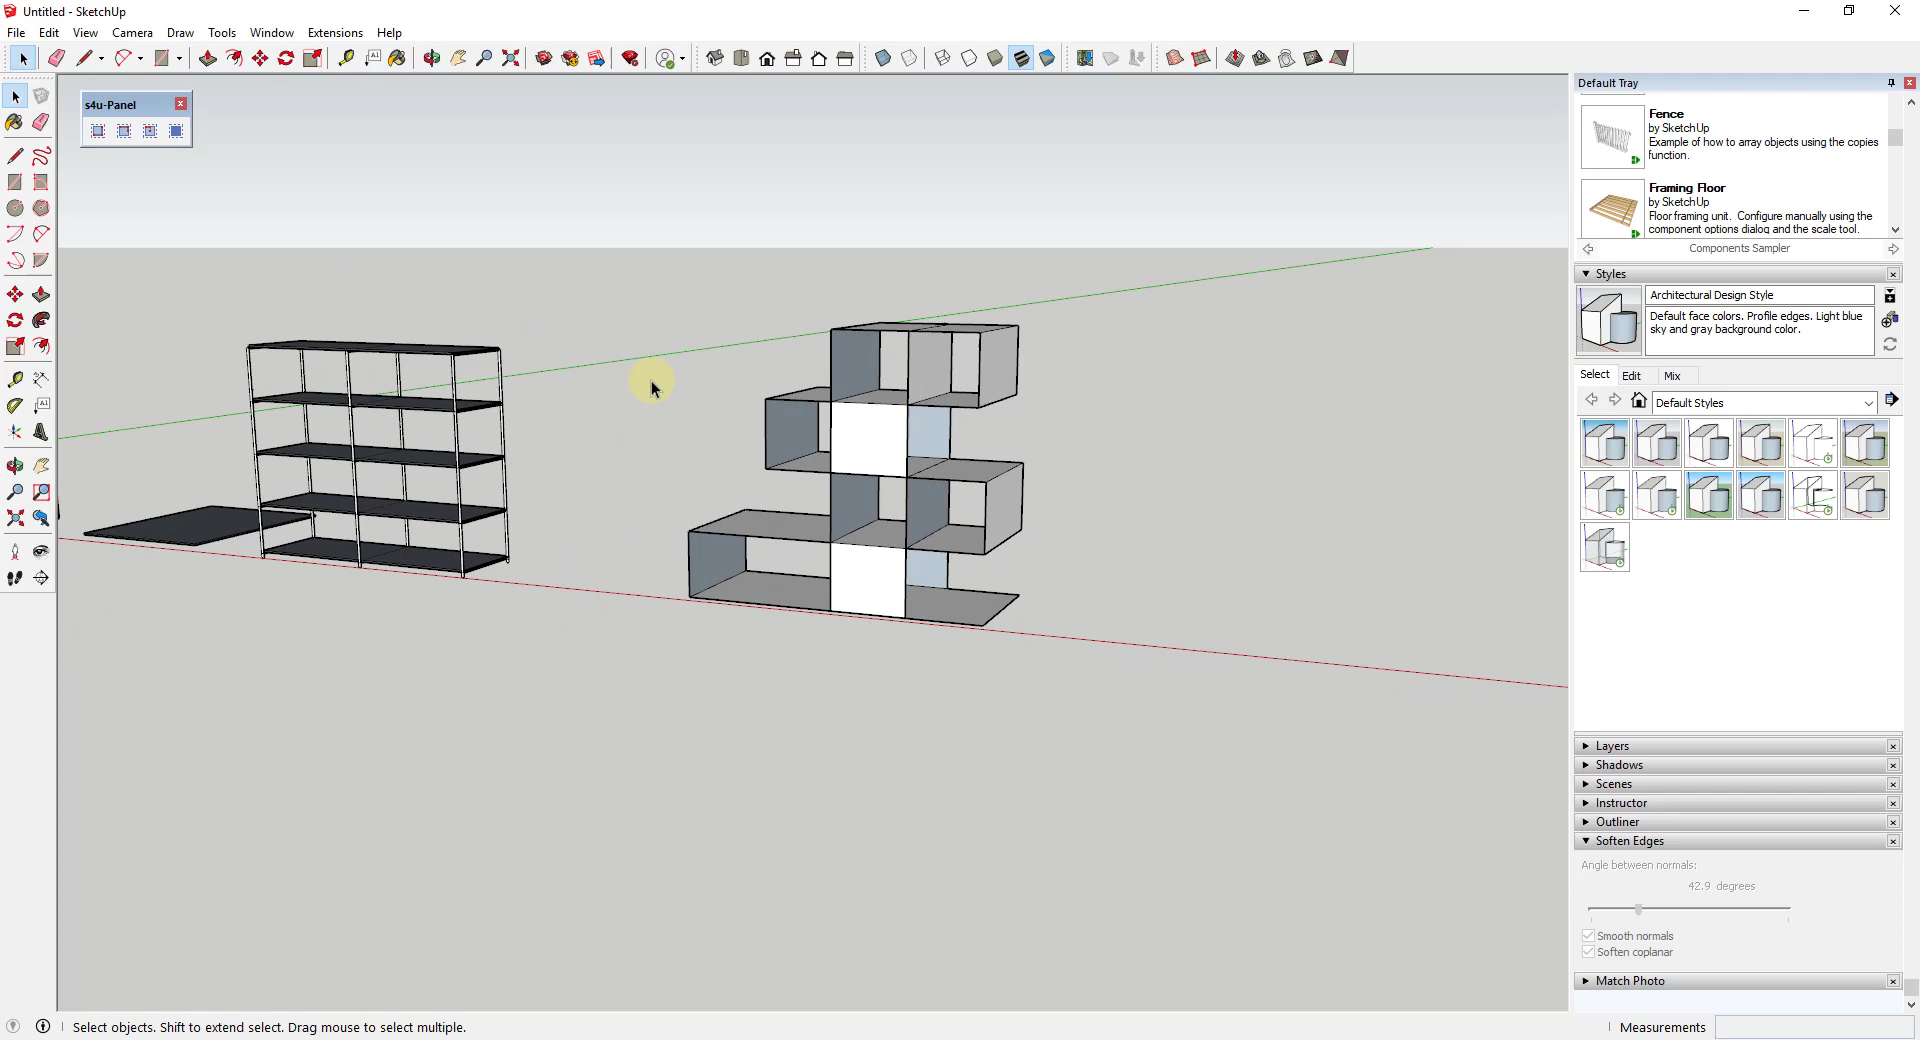 Untitled - SketchUp
File Edit View Camera Draw Tools Window Extensions Help
s4u-Panel
Default Tray
Fence
by SketchUp
Example of how to array objects using the copies
function.
Framing Floor
by SketchUp
Floor framing unit. Configure manually using the
component options dialog and the scale tool.
Components Sampler
Styles
Architectural Design Style
Default face colors. Profile edges. Light blue
sky and gray background color.
Select Edit Mix
Default Styles
Layers
Shadows
Scenes
Instructor
Outliner
Soften Edges
Angle between normals:
42.9 degrees
Smooth normals
Soften coplanar
Match Photo
Select objects. Shift to extend select. Drag mouse to select multiple.
Measurements